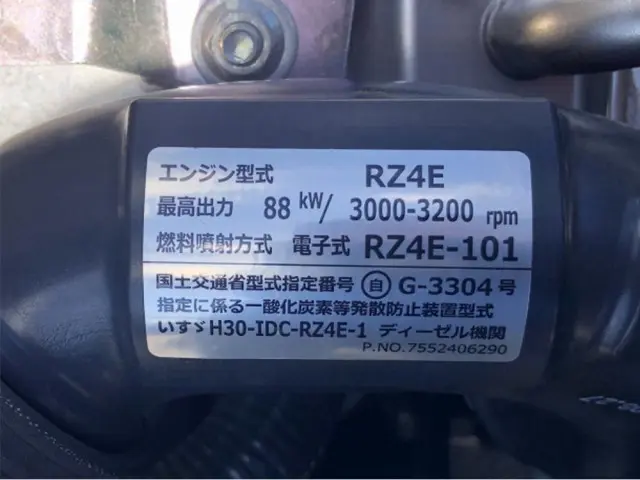 エンジン型式 RZ4E
最高出力 88 kW/ 3000-3200 rpm
燃料噴射方式 電子式 RZ4E-101
国土交通省型式指定番号 自 G-3304号
指定に係る一酸化炭素等発散防止装置型式
いすゞH30-IDC-RZ4E-1 ディーゼル機関
P.NO.7552406290